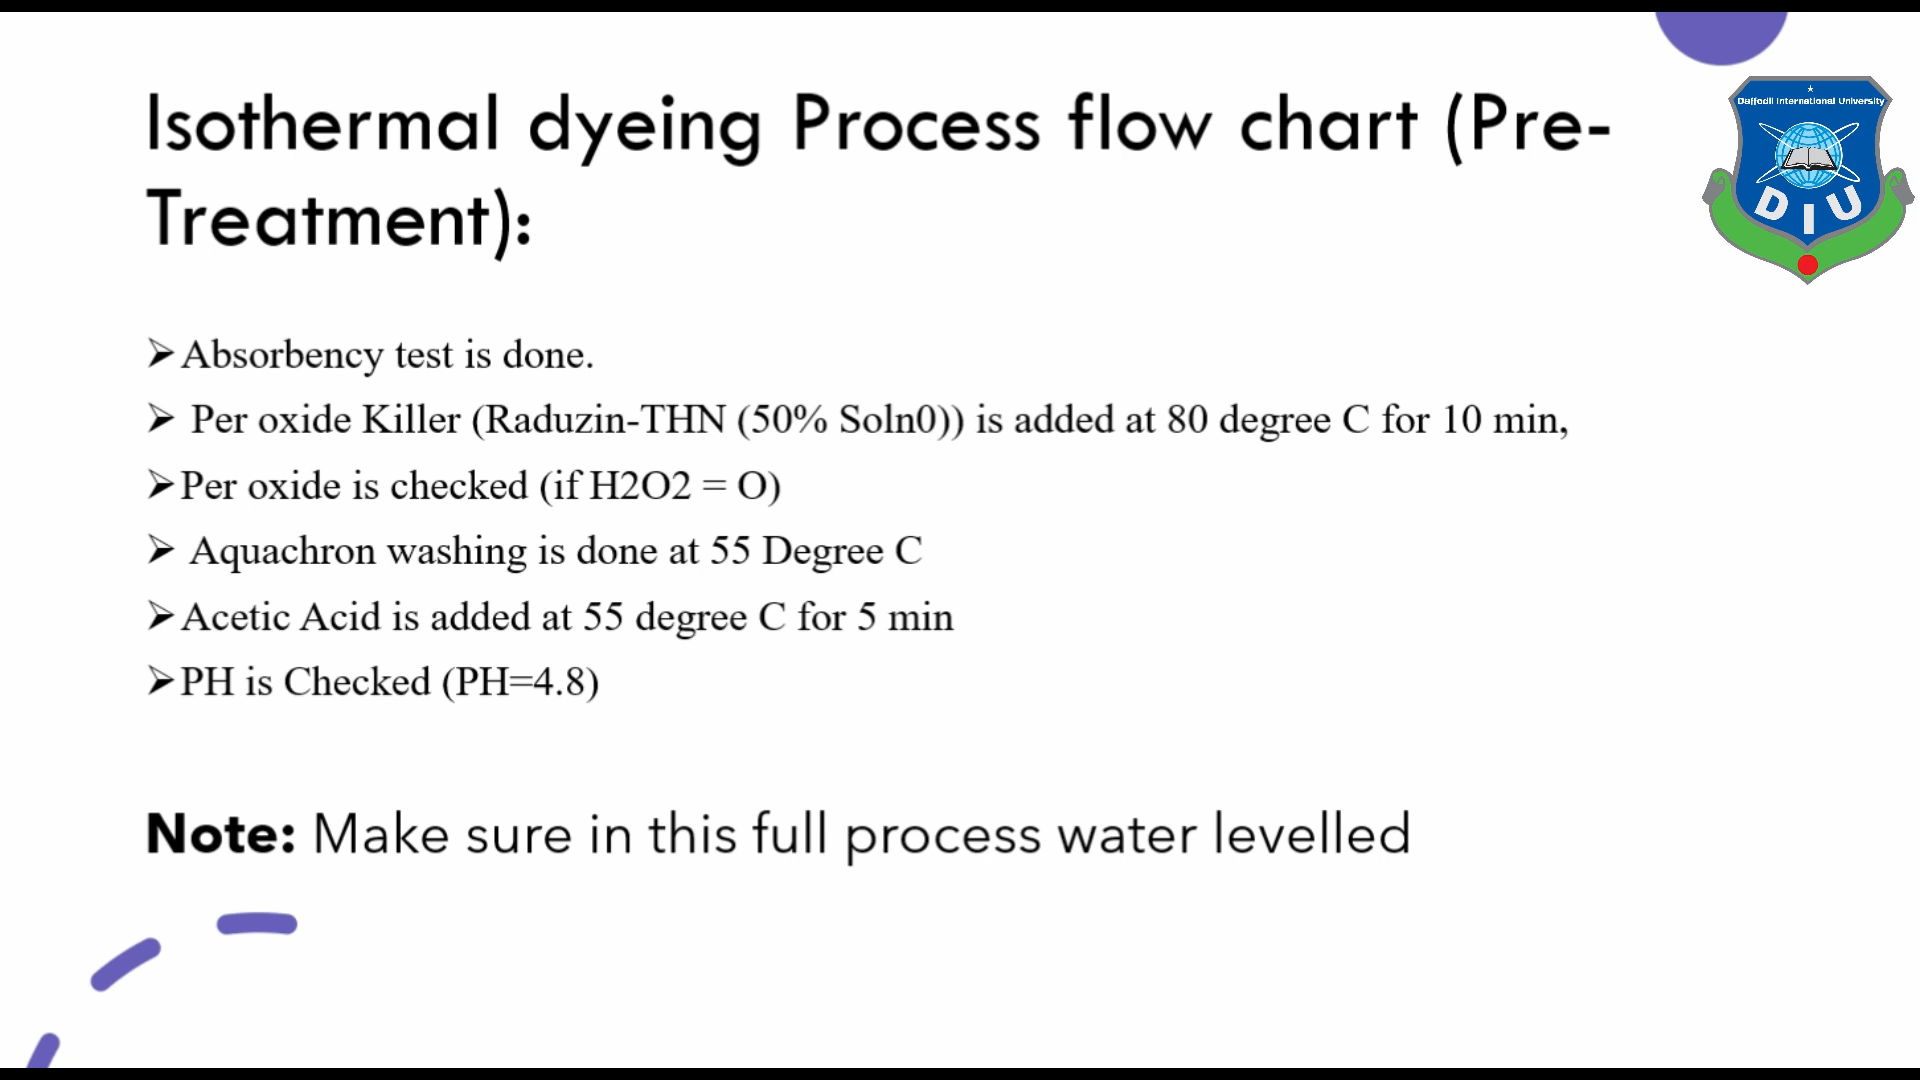 Isothermal dyeing Process flow chart (Pre-
Treatment):
Daffodil International University
DIU
➢Absorbency test is done.
➢ Per oxide Killer (Raduzin-THN (50% Soln0)) is added at 80 degree C for 10 min,
➢Per oxide is checked (if H2O2 = O)
➢ Aquachron washing is done at 55 Degree C
➢Acetic Acid is added at 55 degree C for 5 min
➢PH is Checked (PH=4.8)
Note: Make sure in this full process water levelled